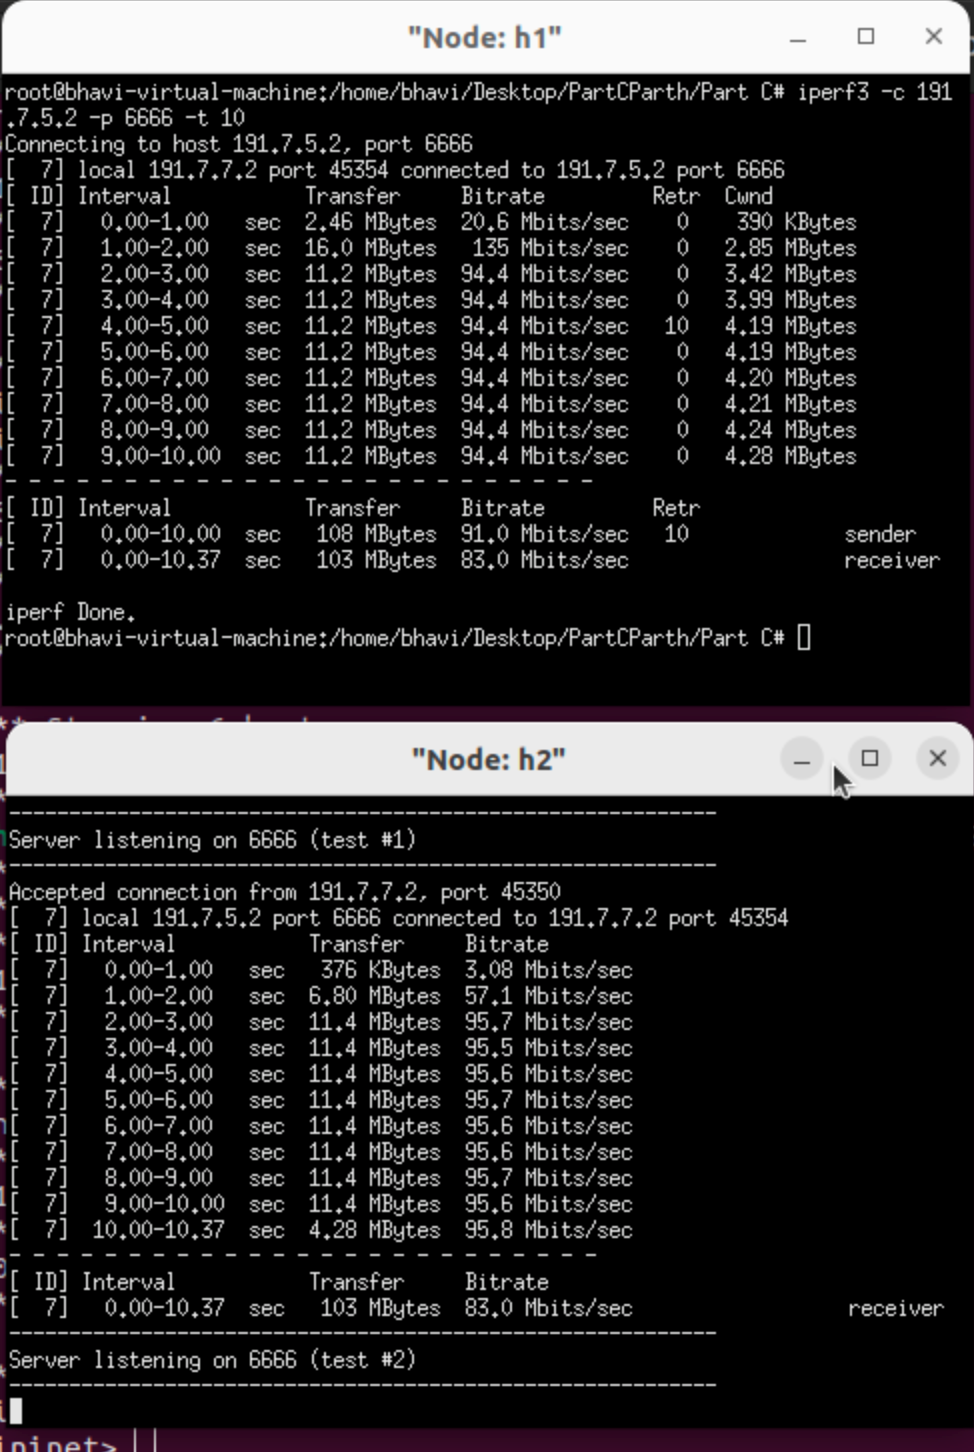 "Node: h1"
root@bhavi-virtual-machine:/home/bhavi/Desktop/PartCParth/Part C# iperf3 -c 191
.7.5.2 -p 6666 -t 10
Connecting to host 191.7.5.2, port 6666
[  7] local 191.7.7.2 port 45354 connected to 191.7.5.2 port 6666
[ ID] Interval           Transfer     Bitrate         Retr  Cwnd
[  7]   0.00-1.00   sec  2.46 MBytes  20.6 Mbits/sec    0    390 KBytes
[  7]   1.00-2.00   sec  16.0 MBytes   135 Mbits/sec    0   2.85 MBytes
[  7]   2.00-3.00   sec  11.2 MBytes  94.4 Mbits/sec    0   3.42 MBytes
[  7]   3.00-4.00   sec  11.2 MBytes  94.4 Mbits/sec    0   3.99 MBytes
[  7]   4.00-5.00   sec  11.2 MBytes  94.4 Mbits/sec   10   4.19 MBytes
[  7]   5.00-6.00   sec  11.2 MBytes  94.4 Mbits/sec    0   4.19 MBytes
[  7]   6.00-7.00   sec  11.2 MBytes  94.4 Mbits/sec    0   4.20 MBytes
[  7]   7.00-8.00   sec  11.2 MBytes  94.4 Mbits/sec    0   4.21 MBytes
[  7]   8.00-9.00   sec  11.2 MBytes  94.4 Mbits/sec    0   4.24 MBytes
[  7]   9.00-10.00  sec  11.2 MBytes  94.4 Mbits/sec    0   4.28 MBytes
- - - - - - - - - - - - - - - - - - - - - - - - -
[ ID] Interval           Transfer     Bitrate         Retr
[  7]   0.00-10.00  sec   108 MBytes  91.0 Mbits/sec   10             sender
[  7]   0.00-10.37  sec   103 MBytes  83.0 Mbits/sec                  receiver
iperf Done.
root@bhavi-virtual-machine:/home/bhavi/Desktop/PartCParth/Part C#
"Node: h2"
-----------------------------------------------------------
Server listening on 6666 (test #1)
-----------------------------------------------------------
Accepted connection from 191.7.7.2, port 45350
[  7] local 191.7.5.2 port 6666 connected to 191.7.7.2 port 45354
[ ID] Interval           Transfer     Bitrate
[  7]   0.00-1.00   sec   376 KBytes  3.08 Mbits/sec
[  7]   1.00-2.00   sec  6.80 MBytes  57.1 Mbits/sec
[  7]   2.00-3.00   sec  11.4 MBytes  95.7 Mbits/sec
[  7]   3.00-4.00   sec  11.4 MBytes  95.5 Mbits/sec
[  7]   4.00-5.00   sec  11.4 MBytes  95.6 Mbits/sec
[  7]   5.00-6.00   sec  11.4 MBytes  95.7 Mbits/sec
[  7]   6.00-7.00   sec  11.4 MBytes  95.6 Mbits/sec
[  7]   7.00-8.00   sec  11.4 MBytes  95.6 Mbits/sec
[  7]   8.00-9.00   sec  11.4 MBytes  95.7 Mbits/sec
[  7]   9.00-10.00  sec  11.4 MBytes  95.6 Mbits/sec
[  7]  10.00-10.37  sec  4.28 MBytes  95.8 Mbits/sec
- - - - - - - - - - - - - - - - - - - - - - - - -
[ ID] Interval           Transfer     Bitrate
[  7]   0.00-10.37  sec   103 MBytes  83.0 Mbits/sec                  receiver
-----------------------------------------------------------
Server listening on 6666 (test #2)
-----------------------------------------------------------